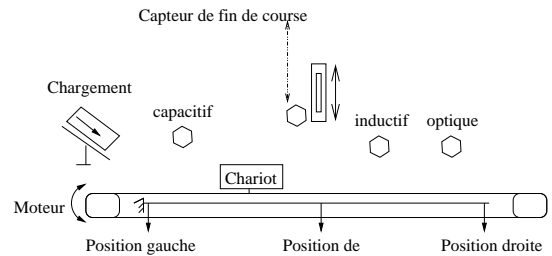 Capteur de fin de course
Chargement
capacitif
inductif optique
Chariot
Moteur
Position gauche Position de Position droite